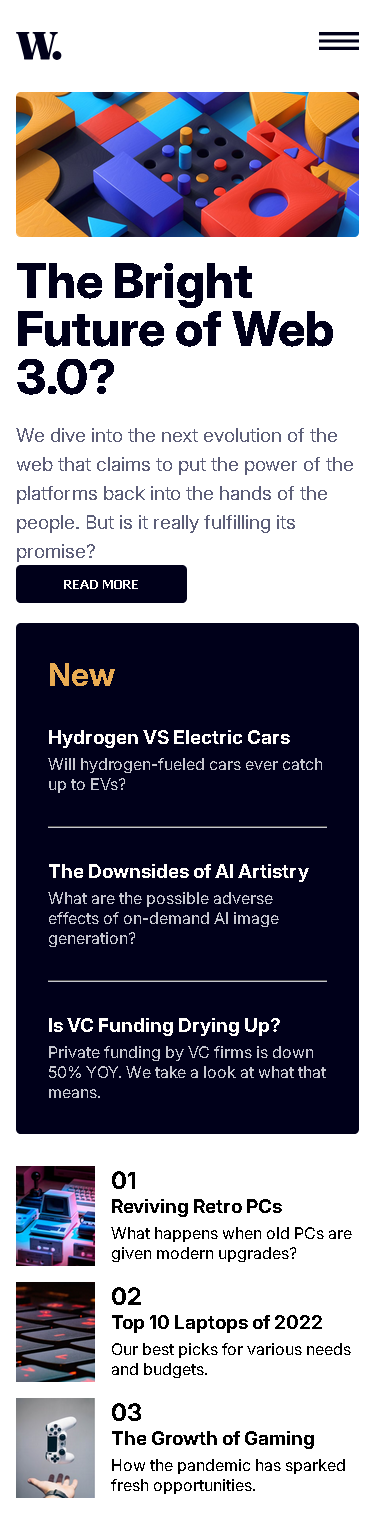 W.
The Bright
Future of Web
3.0?
We dive into the next evolution of the
web that claims to put the power of the
platforms back into the hands of the
people. But is it really fulfilling its
promise?
READ MORE
New
Hydrogen VS Electric Cars
Will hydrogen-fueled cars ever catch
up to EVs?
The Downsides of AI Artistry
What are the possible adverse
effects of on-demand AI image
generation?
Is VC Funding Drying Up?
Private funding by VC firms is down
50% YOY. We take a look at what that
means.
01
Reviving Retro PCs
What happens when old PCs are
given modern upgrades?
02
Top 10 Laptops of 2022
Our best picks for various needs
and budgets.
03
The Growth of Gaming
How the pandemic has sparked
fresh opportunities.